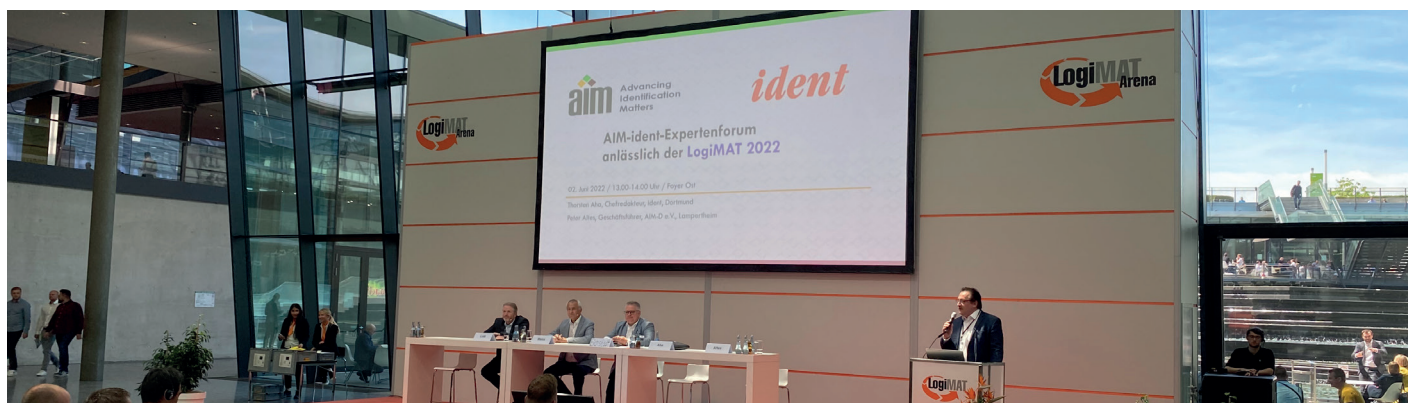 aim Advancing
Identification
Matters
ident
AIM-ident-Expertenforum
anlässlich der LogiMAT 2022
02. Juni 2022 / 13:00-14:00 Uhr / Foyer Ost
Thorsten Aha, Chefredakteur, ident, Dortmund
Peter Altes, Geschäftsführer, AIM-D e.V., Lampertheim
LogiMAT
Arena
LogiMAT
Arena
LogiMAT